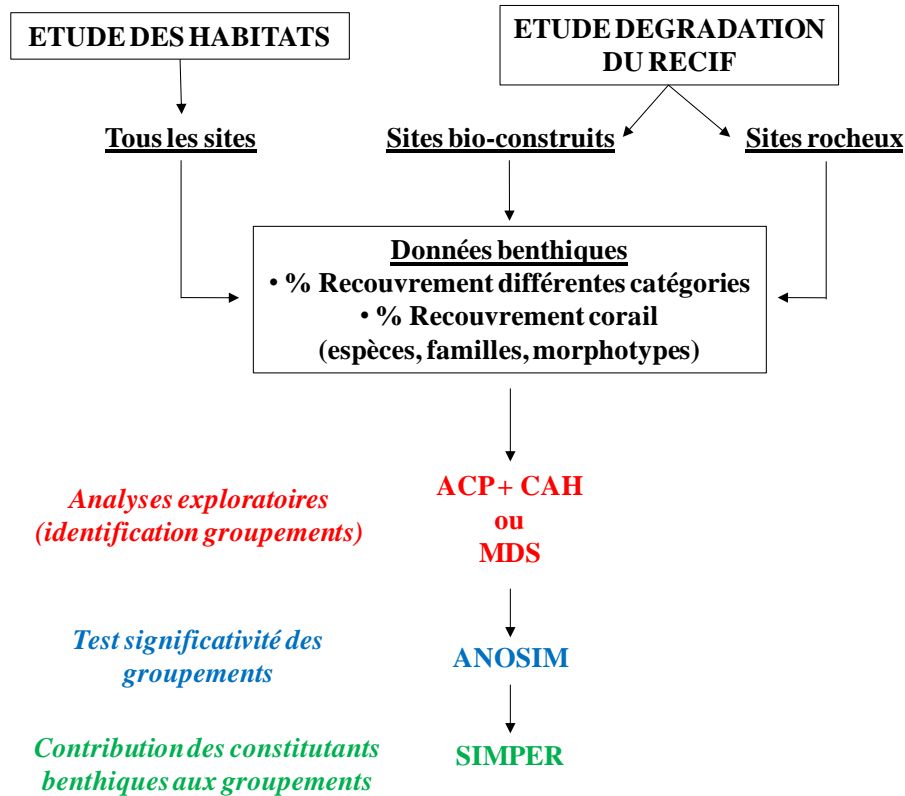 ETUDE DES HABITATS
ETUDE DEGRADATION
DU RECIF
Tous les sites
Sites bio-construits
Sites rocheux
Données benthiques
• % Recouvrement différentes catégories
• % Recouvrement corail
(espèces, familles, morphotypes)
Analyses exploratoires
(identification groupements)
ACP + CAH
ou
MDS
Test significativité des
groupements
ANOSIM
Contribution des constitutants
benthiques aux groupements
SIMPER